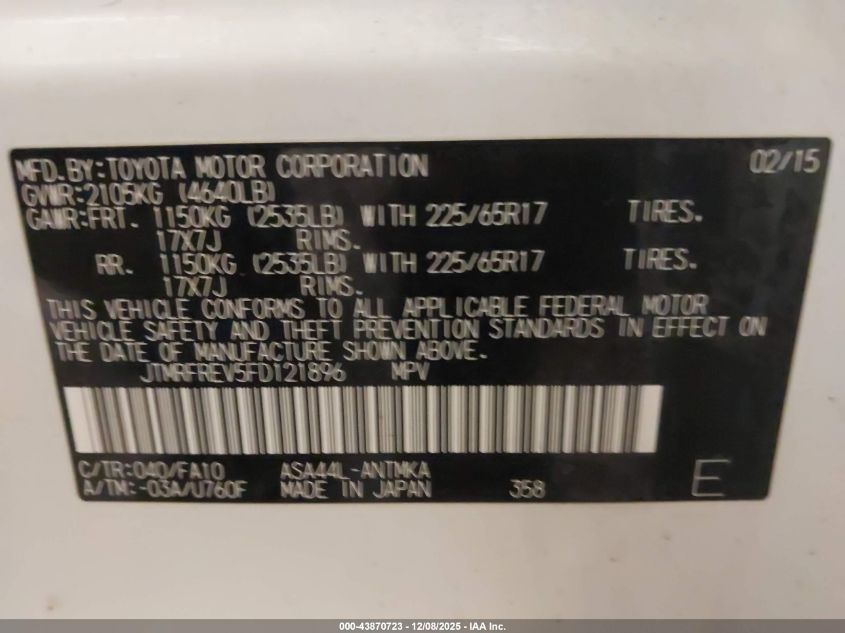 MFD.BY:TOYOTA MOTOR CORPORATION 02/15
GVWR:2105KG (4640LB)
GAWR:FRT. 1150KG (2535LB) WITH 225/65R17 TIRES.
17X7J RIMS.
RR. 1150KG (2535LB) WITH 225/65R17 TIRES.
17X7J RIMS.
THIS VEHICLE CONFORMS TO ALL APPLICABLE FEDERAL MOTOR
VEHICLE SAFETY AND THEFT PREVENTION STANDARDS IN EFFECT ON
THE DATE OF MANUFACTURE SHOWN ABOVE.
JTMRFREV5FD121896 MPV
C/TR:040/FA10 ASA44L-ANTMKA
A/TM:-03A/U760F MADE IN JAPAN 358 E
000-43870723 - 12/08/2025 - IAA Inc.